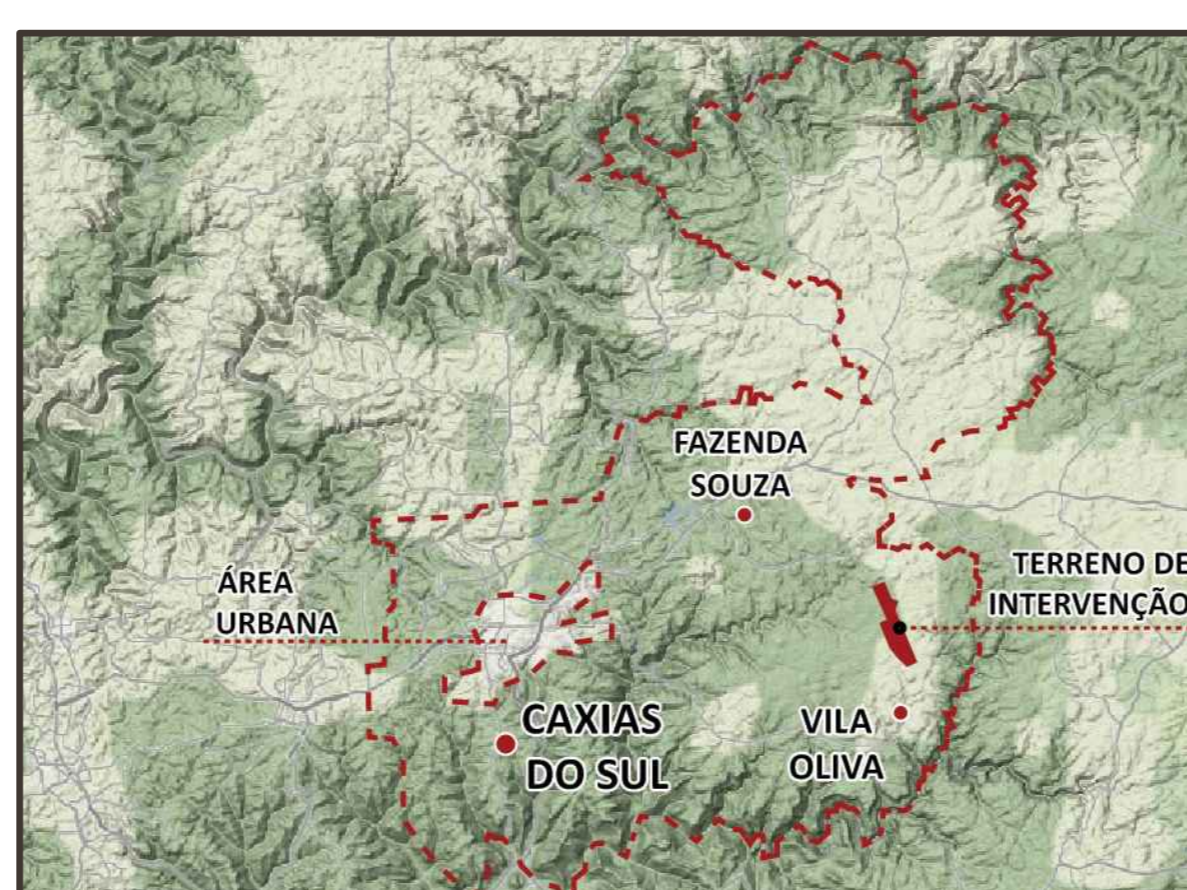 FAZENDA
SOUZA
ÁREA
URBANA
TERRENO DE
INTERVENÇÃO
CAXIAS
DO SUL
VILA
OLIVA